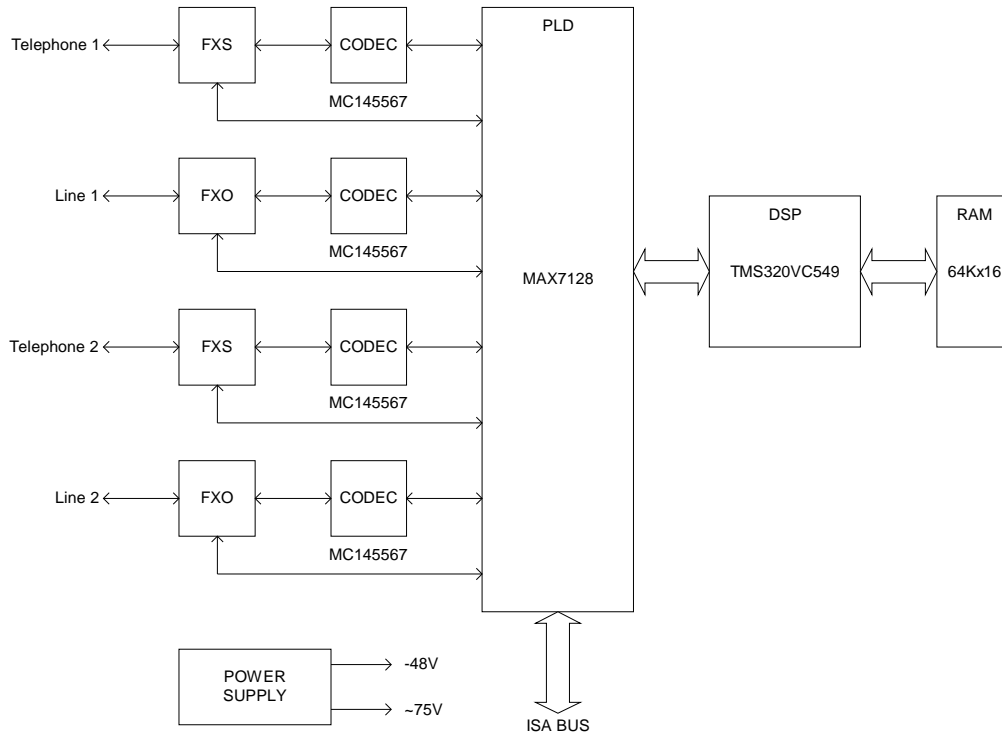 PLD
Telephone 1
FXS
CODEC
MC145567
Line 1
FXO
CODEC
MC145567
DSP
RAM
MAX7128
TMS320VC549
64Kx16
Telephone 2
FXS
CODEC
MC145567
Line 2
FXO
CODEC
MC145567
POWER
SUPPLY
-48V
~75V
ISA BUS